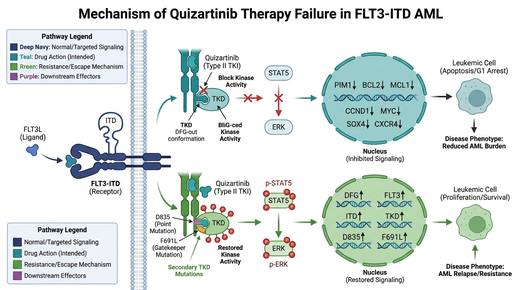 Mechanism of Quizartinib Therapy Failure in FLT3-ITD AML
Pathway Legend
Deep Navy: Normal/Targeted Signaling
Teal: Drug Action (Intended)
Rzeen: Resistance/Escape Mechanism
Purple: Downstream Effectors
FLT3L
(Ligand)
ITD
FLT3-ITD
(Receptor)
Pathway Legend
Normal/Targeted Signaling
Drug Action (Intended)
Resistance/Escape Mechanism
Downstream Effectors
Quizartinib
(Type II TKI)
Block Kinase
Activity
TKD
TKD
DFG-out
conformation
BliG-ced
Kinase
Activity
STAT5
ERK
PIM1↓ BCL2↓ MCL1↓
CCND1↓ MYC↓
SOX4↓ CXCR4↓
Nucleus
(Inhibited Signaling)
Leukemic Cell
(Apoptosis/G1 Arrest)
Disease Phenotype:
Reduced AML Burden
Quizartinib
(Type II TKI)
D835
(Point
Mutation)
F691L
(Gatekeeper
Mutation)
TKD
Restored
Kinase
Activity
Secondary TKD
Mutations
p-STAT5
STAT5
ERK
p-ERK
DFG↑ FLT3↑
ITD↑ TKD↑
D835↑ F691L↑
Nucleus
(Restored Signaling)
Leukemic Cell
(Proliferation/Survival)
Disease Phenotype:
AML Relapse/Resistance